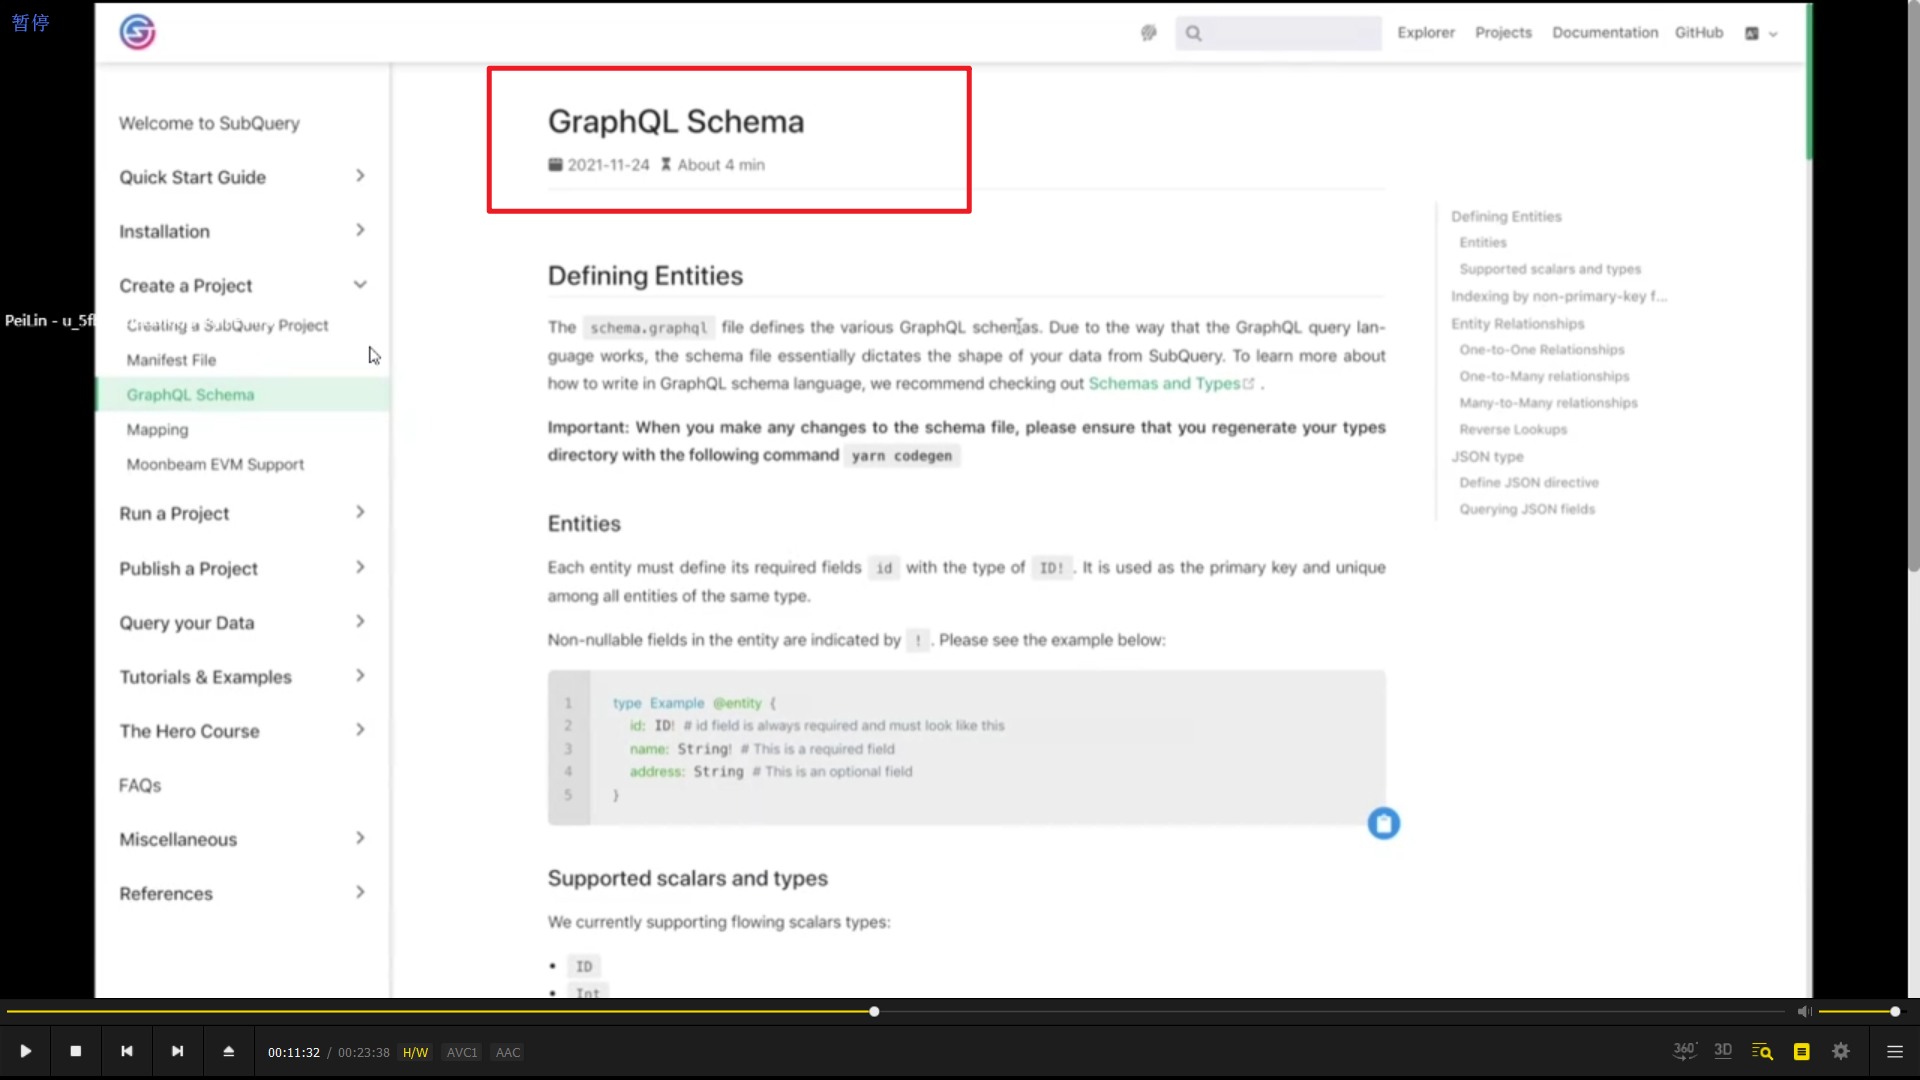 暂停
Explorer Projects Documentation GitHub
Welcome to SubQuery
Quick Start Guide
Installation
Create a Project
Creating a SubQuery Project
Manifest File
GraphQL Schema
Mapping
Moonbeam EVM Support
Run a Project
Publish a Project
Query your Data
Tutorials & Examples
The Hero Course
FAQs
Miscellaneous
References
PeiLin - u_5f
GraphQL Schema
2021-11-24 About 4 min
Defining Entities
The schema.graphql file defines the various GraphQL schemas. Due to the way that the GraphQL query lan-
guage works, the schema file essentially dictates the shape of your data from SubQuery. To learn more about
how to write in GraphQL schema language, we recommend checking out Schemas and Types .
Important: When you make any changes to the schema file, please ensure that you regenerate your types
directory with the following command yarn codegen
Entities
Each entity must define its required fields id with the type of ID! . It is used as the primary key and unique
among all entities of the same type.
Non-nullable fields in the entity are indicated by ! . Please see the example below:
1 type Example @entity {
2 id: ID! # id field is always required and must look like this
3 name: String! # This is a required field
4 address: String # This is an optional field
5 }
Supported scalars and types
We currently supporting flowing scalars types:
• ID
• Int
Defining Entities
Entities
Supported scalars and types
Indexing by non-primary-key f...
Entity Relationships
One-to-One Relationships
One-to-Many relationships
Many-to-Many relationships
Reverse Lookups
JSON type
Define JSON directive
Querying JSON fields
00:11:32 / 00:23:38 H/W AVC1 AAC
360° 3D